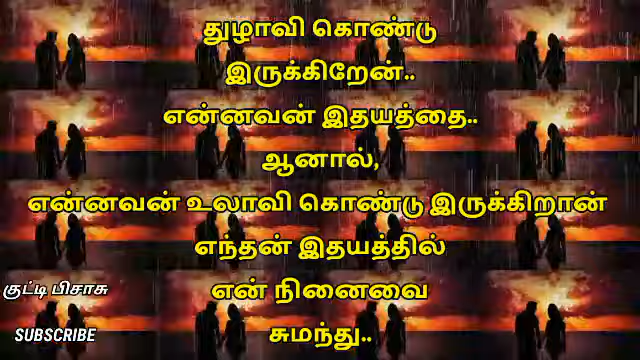 துழாவி கொண்டு
இருக்கிறேன்..
என்னவன் இதயத்தை..
ஆனால்,
என்னவன் உலாவி கொண்டு இருக்கிறான்
எந்தன் இதயத்தில்
என் நினைவை
சுமந்து..
குட்டி பிசாசு
SUBSCRIBE